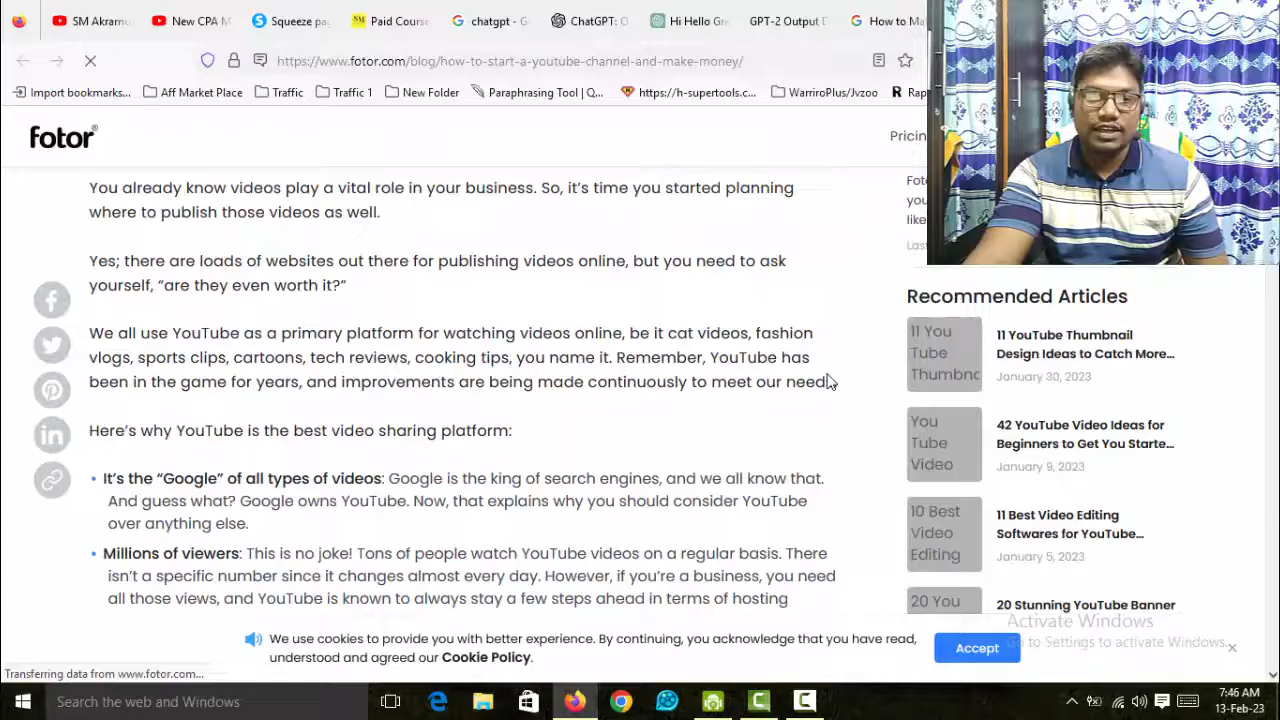 SM Akramu
New CPA M
Squeeze pa
Paid Course
chatgpt - G
ChatGPT: O
Hi Hello Gre
GPT-2 Output D
How to Ma
https://www.fotor.com/blog/how-to-start-a-youtube-channel-and-make-money/
Import bookmarks...
Aff Market Place
Traffic
Traffic 1
New Folder
Paraphrasing Tool | Q...
https://h-supertools.c...
WarriroPlus/Jvzoo
R
Rap
fotor
Pricin
You already know videos play a vital role in your business. So, it's time you started planning
where to publish those videos as well.
Yes; there are loads of websites out there for publishing videos online, but you need to ask
yourself, "are they even worth it?"
We all use YouTube as a primary platform for watching videos online, be it cat videos, fashion
vlogs, sports clips, cartoons, tech reviews, cooking tips, you name it. Remember, YouTube has
been in the game for years, and improvements are being made continuously to meet our need
Here's why YouTube is the best video sharing platform:
• It's the "Google" of all types of videos: Google is the king of search engines, and we all know that.
And guess what? Google owns YouTube. Now, that explains why you should consider YouTube
over anything else.
• Millions of viewers: This is no joke! Tons of people watch YouTube videos on a regular basis. There
isn't a specific number since it changes almost every day. However, if you're a business, you need
all those views, and YouTube is known to always stay a few steps ahead in terms of hosting
Foto
you
like
Las
Recommended Articles
11 You
Tube
Thumbnc
11 YouTube Thumbnail
Design Ideas to Catch More...
January 30, 2023
You
Tube
Video
42 YouTube Video Ideas for
Beginners to Get You Starte...
January 9, 2023
10 Best
Video
Editing
11 Best Video Editing
Softwares for YouTube...
January 5, 2023
20 You
20 Stunning YouTube Banner
Activate Windows
Go to Settings to activate Windows.
We use cookies to provide you with better experience. By continuing, you acknowledge that you have read,
understood and agreed our Cookie Policy.
Accept
Transferring data from www.fotor.com...
Search the web and Windows
7:46 AM
13-Feb-23